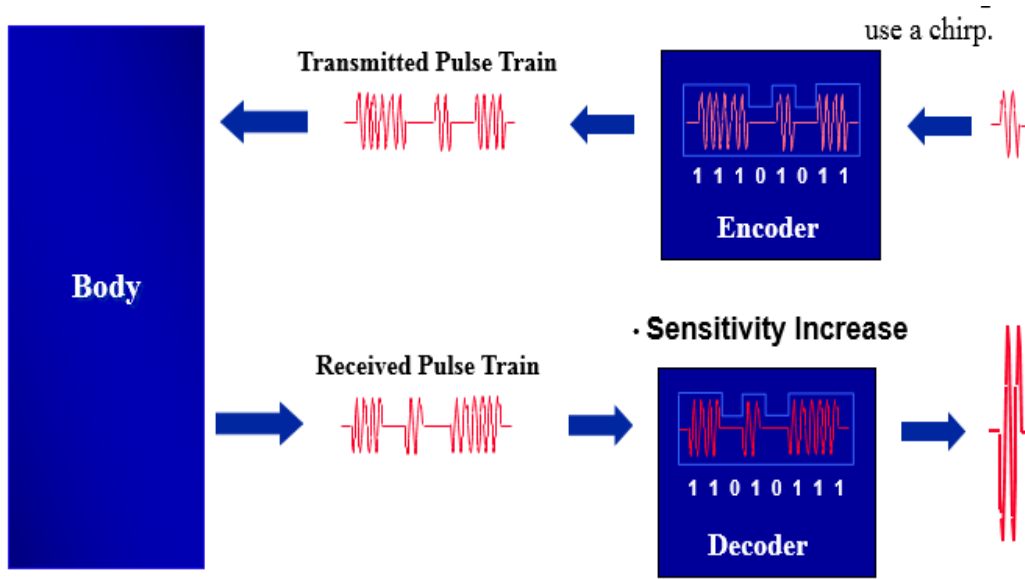 use a chirp.
Transmitted Pulse Train
1 1 1 0 1 0 1 1
Encoder
Body
· Sensitivity Increase
Received Pulse Train
1 1 0 1 0 1 1 1
Decoder